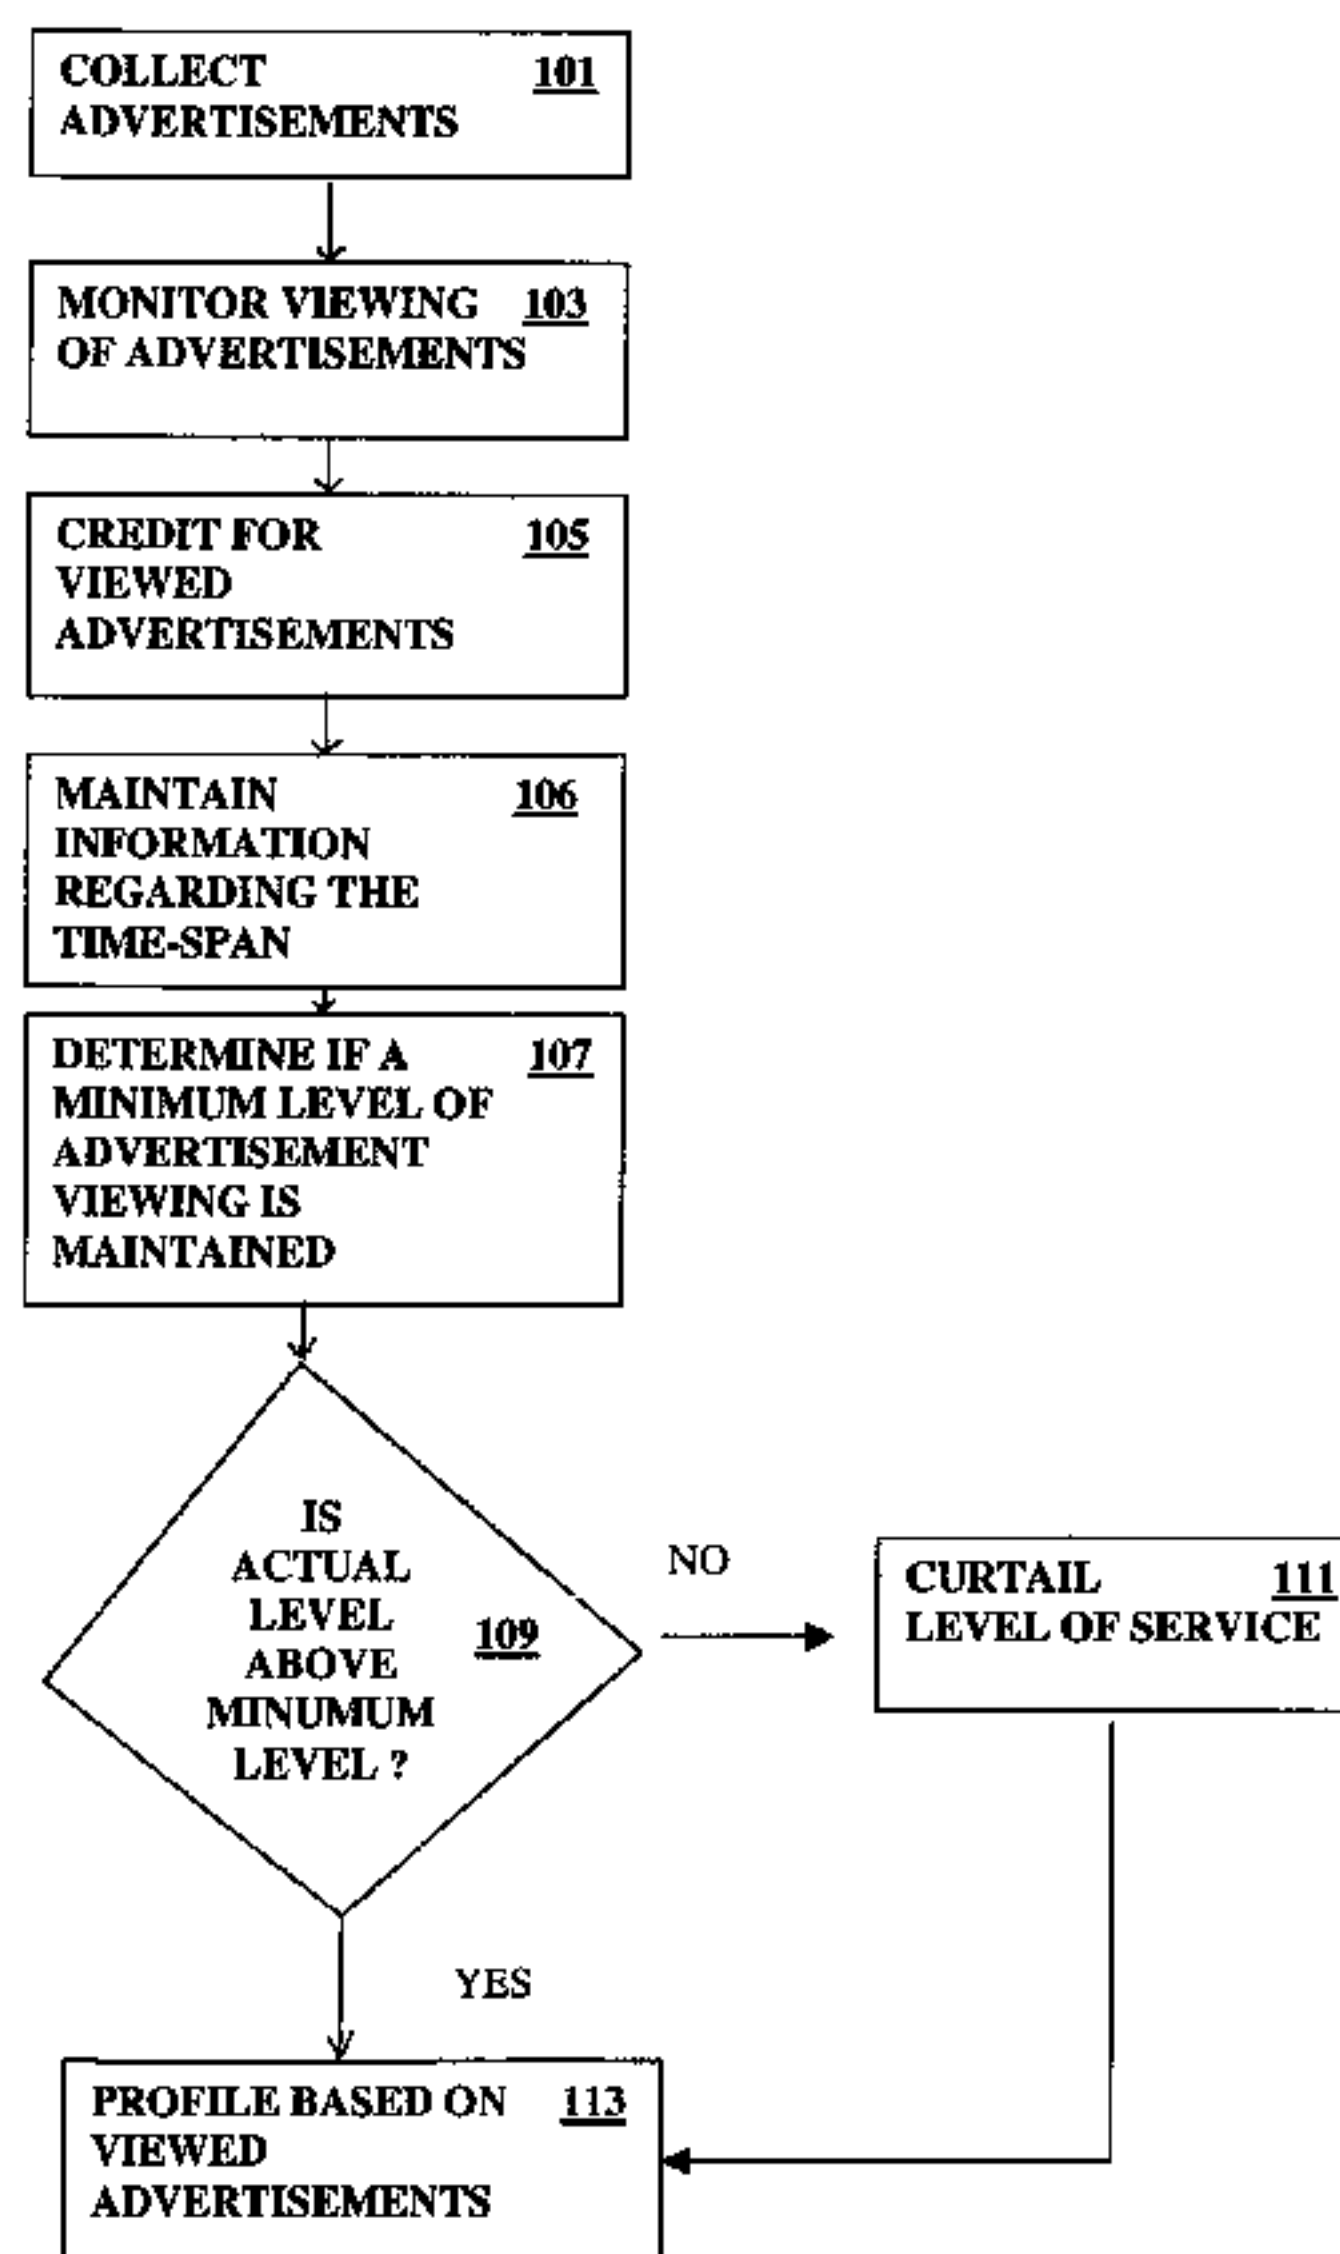 COLLECT 101
ADVERTISEMENTS
MONITOR VIEWING 103
OF ADVERTISEMENTS
CREDIT FOR 105
VIEWED
ADVERTISEMENTS
MAINTAIN 106
INFORMATION
REGARDING THE
TIME-SPAN
DETERMINE IF A 107
MINIMUM LEVEL OF
ADVERTISEMENT
VIEWING IS
MAINTAINED
IS
ACTUAL
LEVEL 109
ABOVE
MINUMUM
LEVEL ?
NO
CURTAIL 111
LEVEL OF SERVICE
YES
PROFILE BASED ON 113
VIEWED
ADVERTISEMENTS